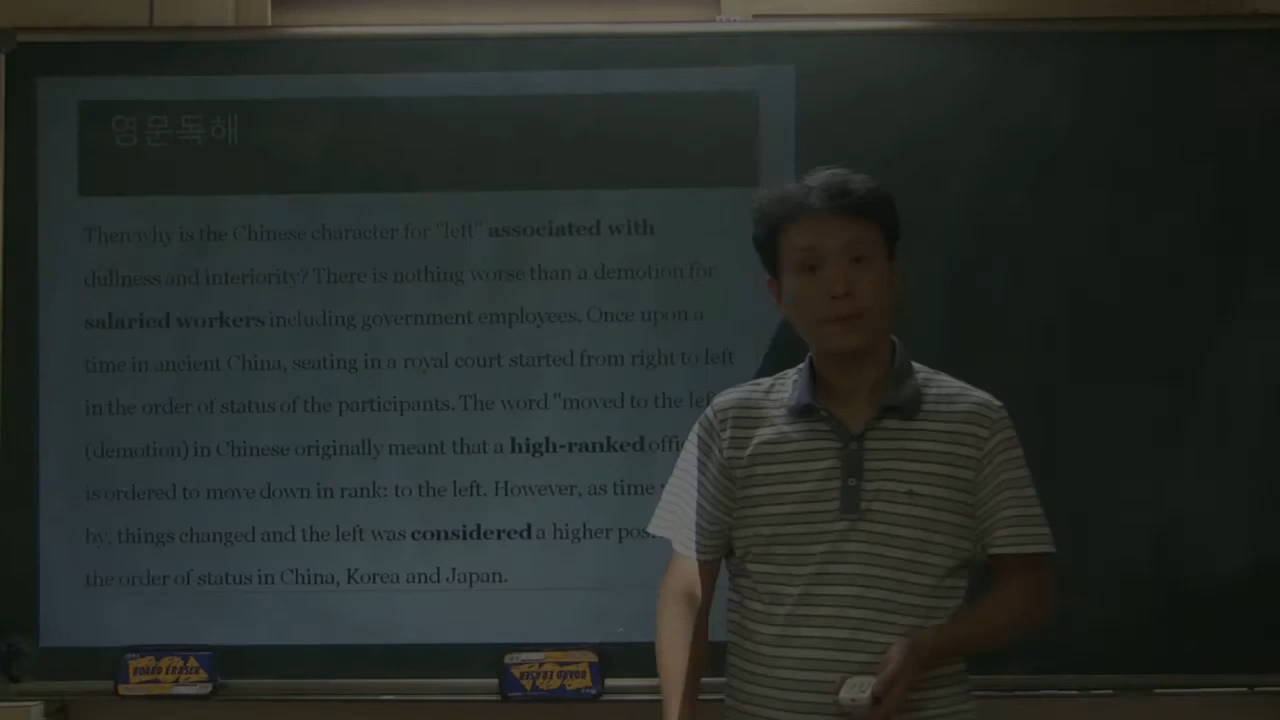 영문독해
Then why is the Chinese character for "left" associated with
dullness and interiority? There is nothing worse than a demotion for
salaried workers including government employees. Once upon a
time in ancient China, seating in a royal court started from right to left
in the order of status of the participants. The word "moved to the
(demotion) in Chinese originally meant that a high-ranked
is ordered to move down in rank: to the left. However, as time
by, things changed and the left was considered a higher
the order of status in China, Korea and Japan.
BOARD ERASER
BOARD ERASER